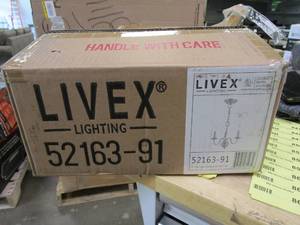 HANDLE WITH CARE
LIVEX®
LIGHTING
52163-91
LIVEX®
52163-91